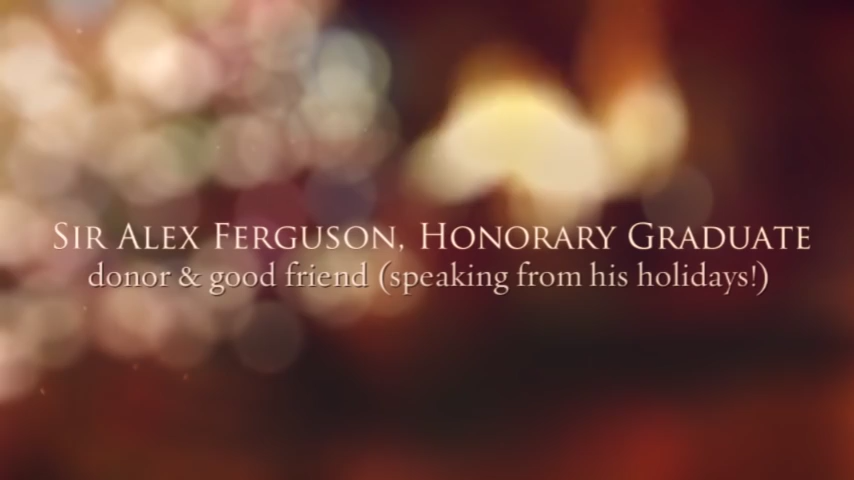 Sir Alex Ferguson, Honorary Graduate
donor & good friend (speaking from his holidays!)